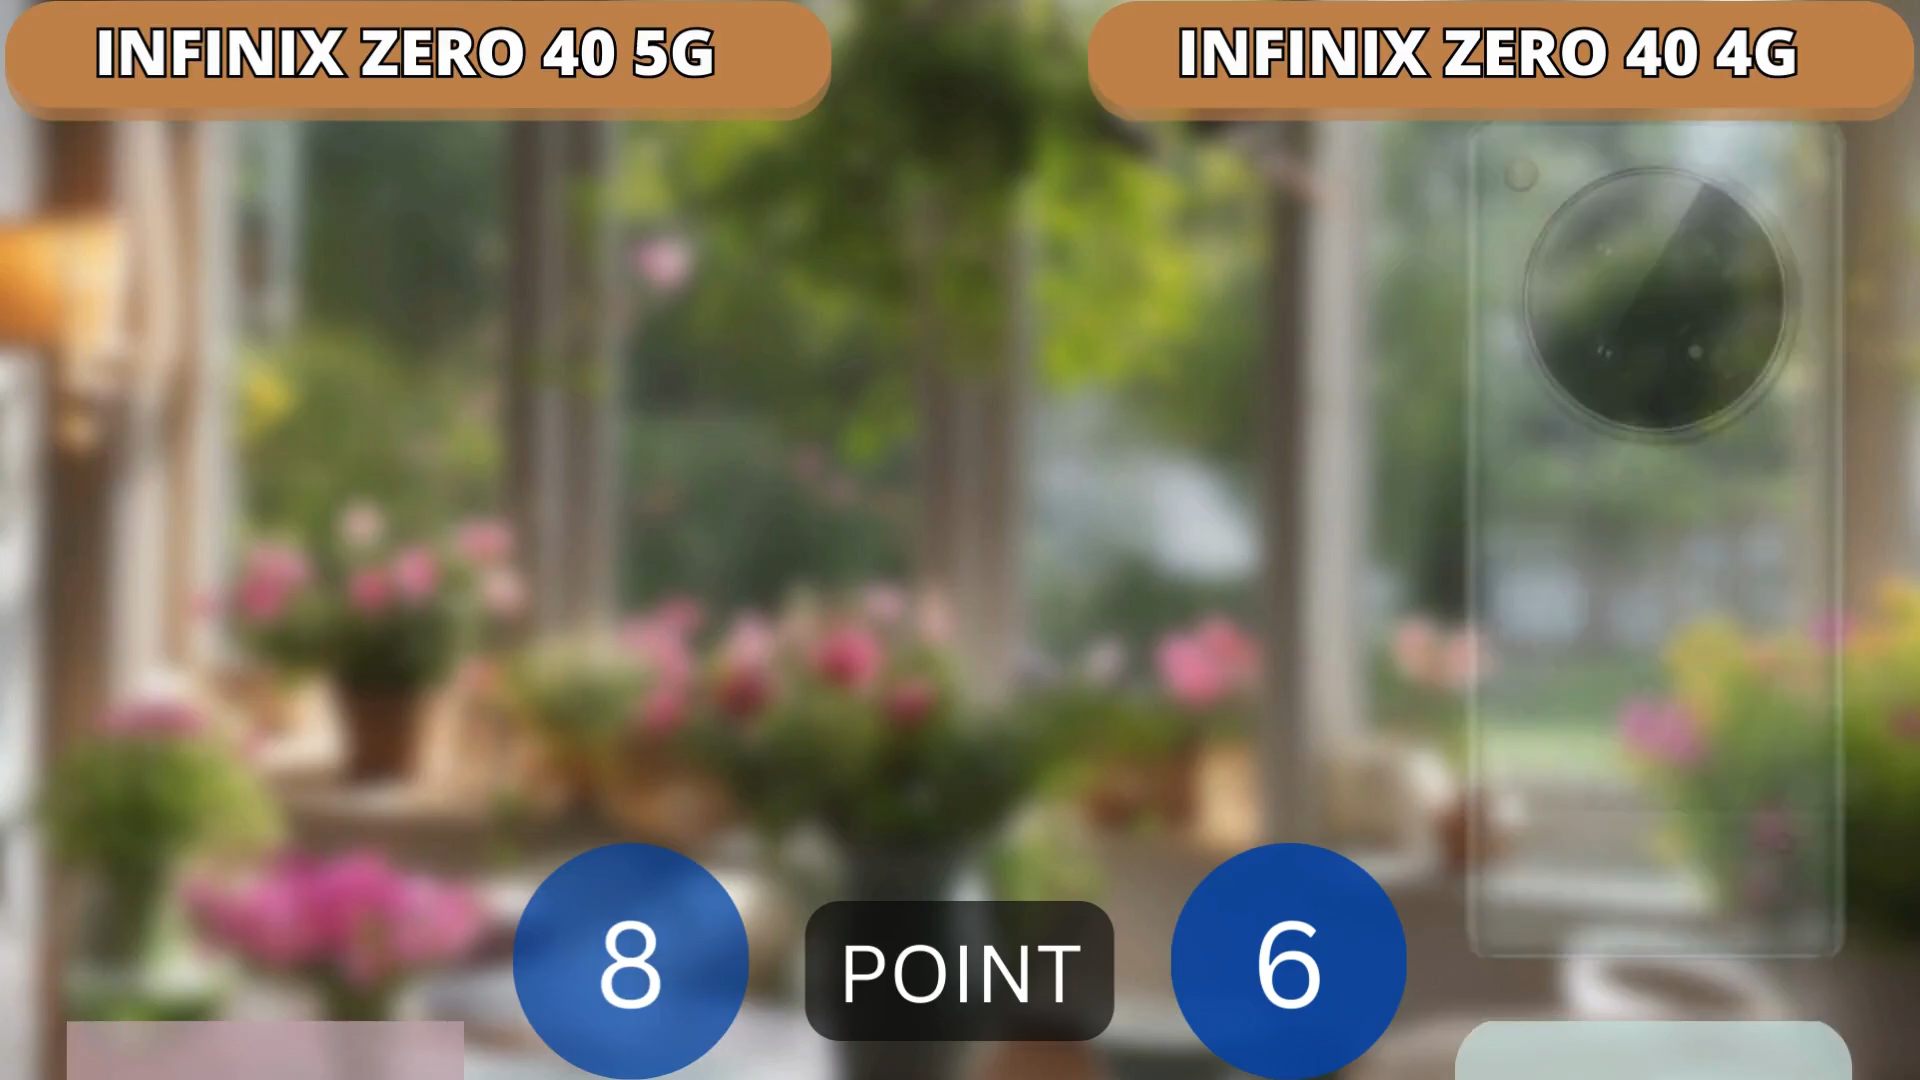 INFINIX ZERO 40 5G
INFINIX ZERO 40 4G
8
POINT
6